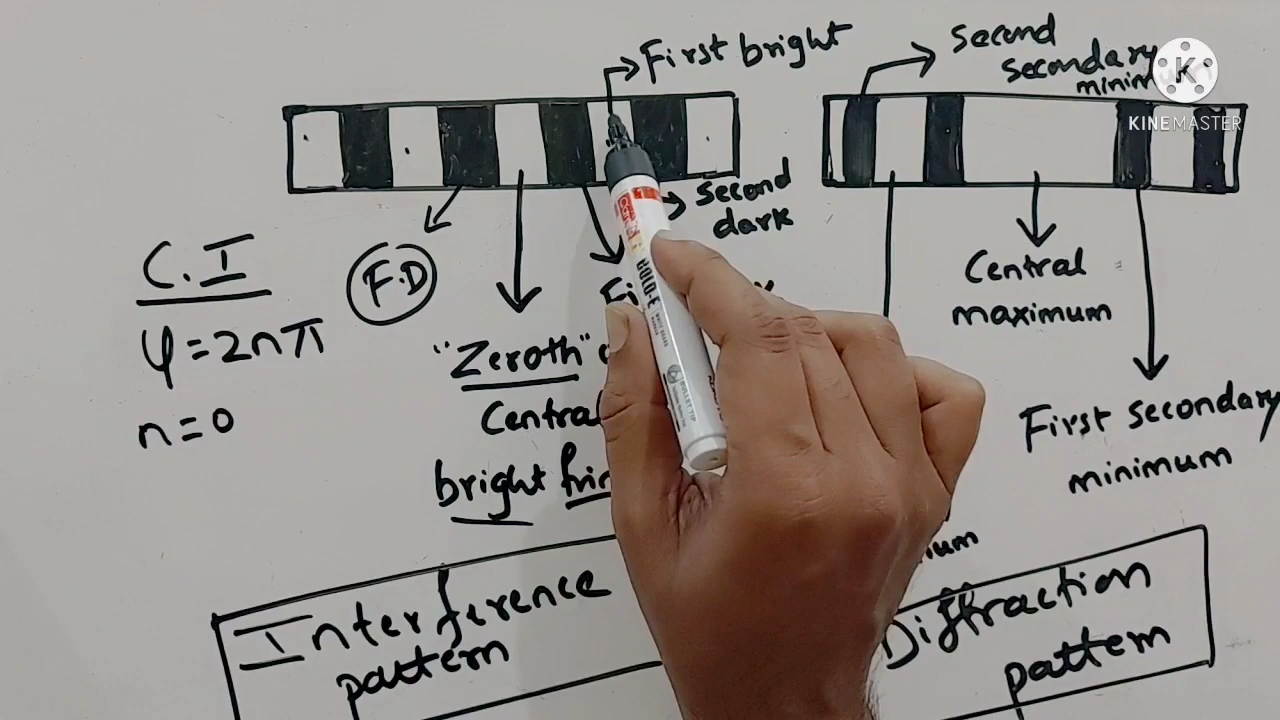 First bright
Second
secondary
minim
KINEMASTER
Second
dark
C.I
F.D
ψ=2nπ
n=0
"Zeroth"
Central
bright frin
Central
maximum
First secondary
minimum
Interference
pattern
Diffraction
pattern